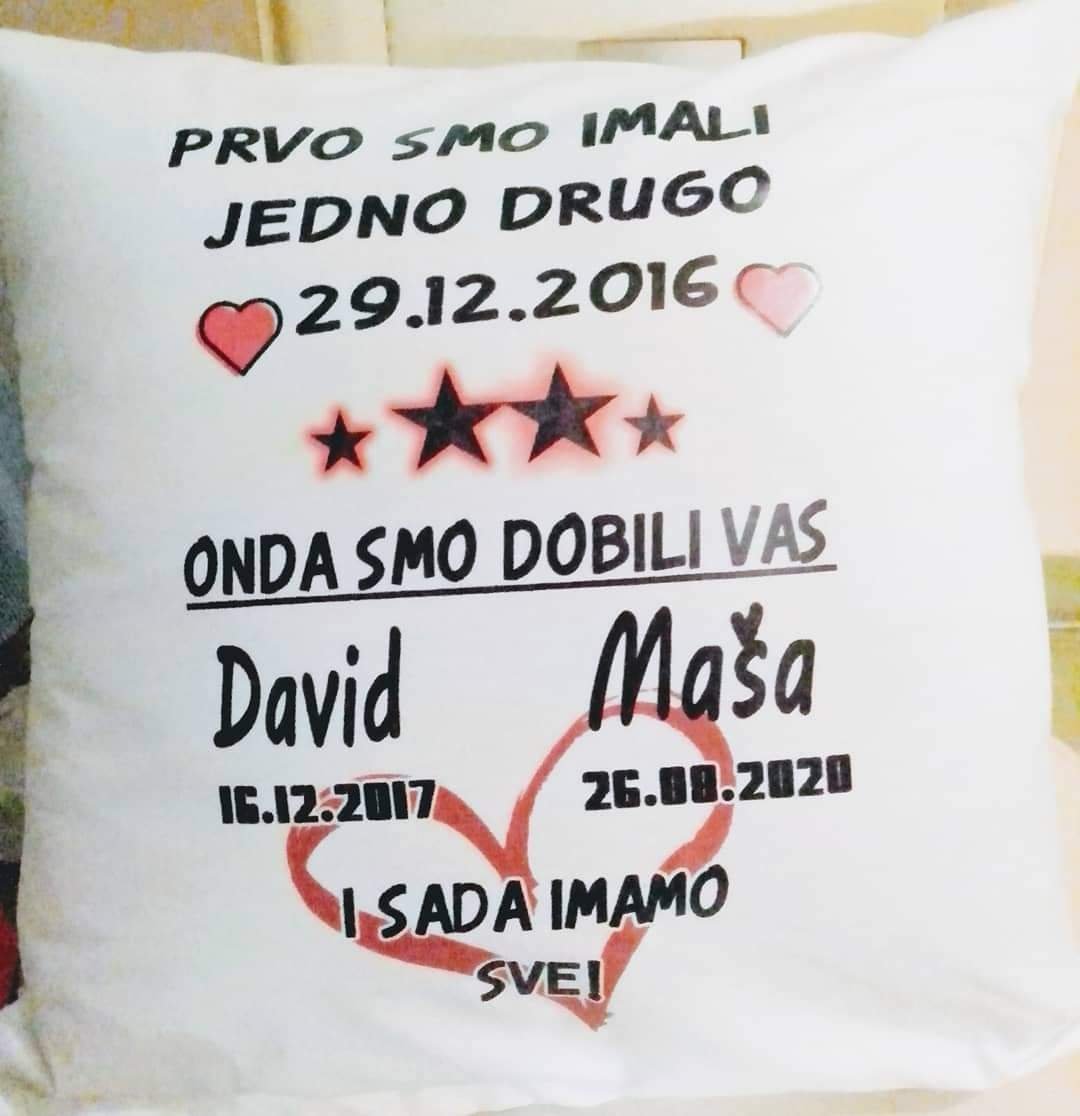 PRVO SMO IMALI
JEDNO DRUGO
29.12.2016
ONDA SMO DOBILI VAS
David Maša
16.12.2017 26.08.2020
I SADA IMAMO
SVE!